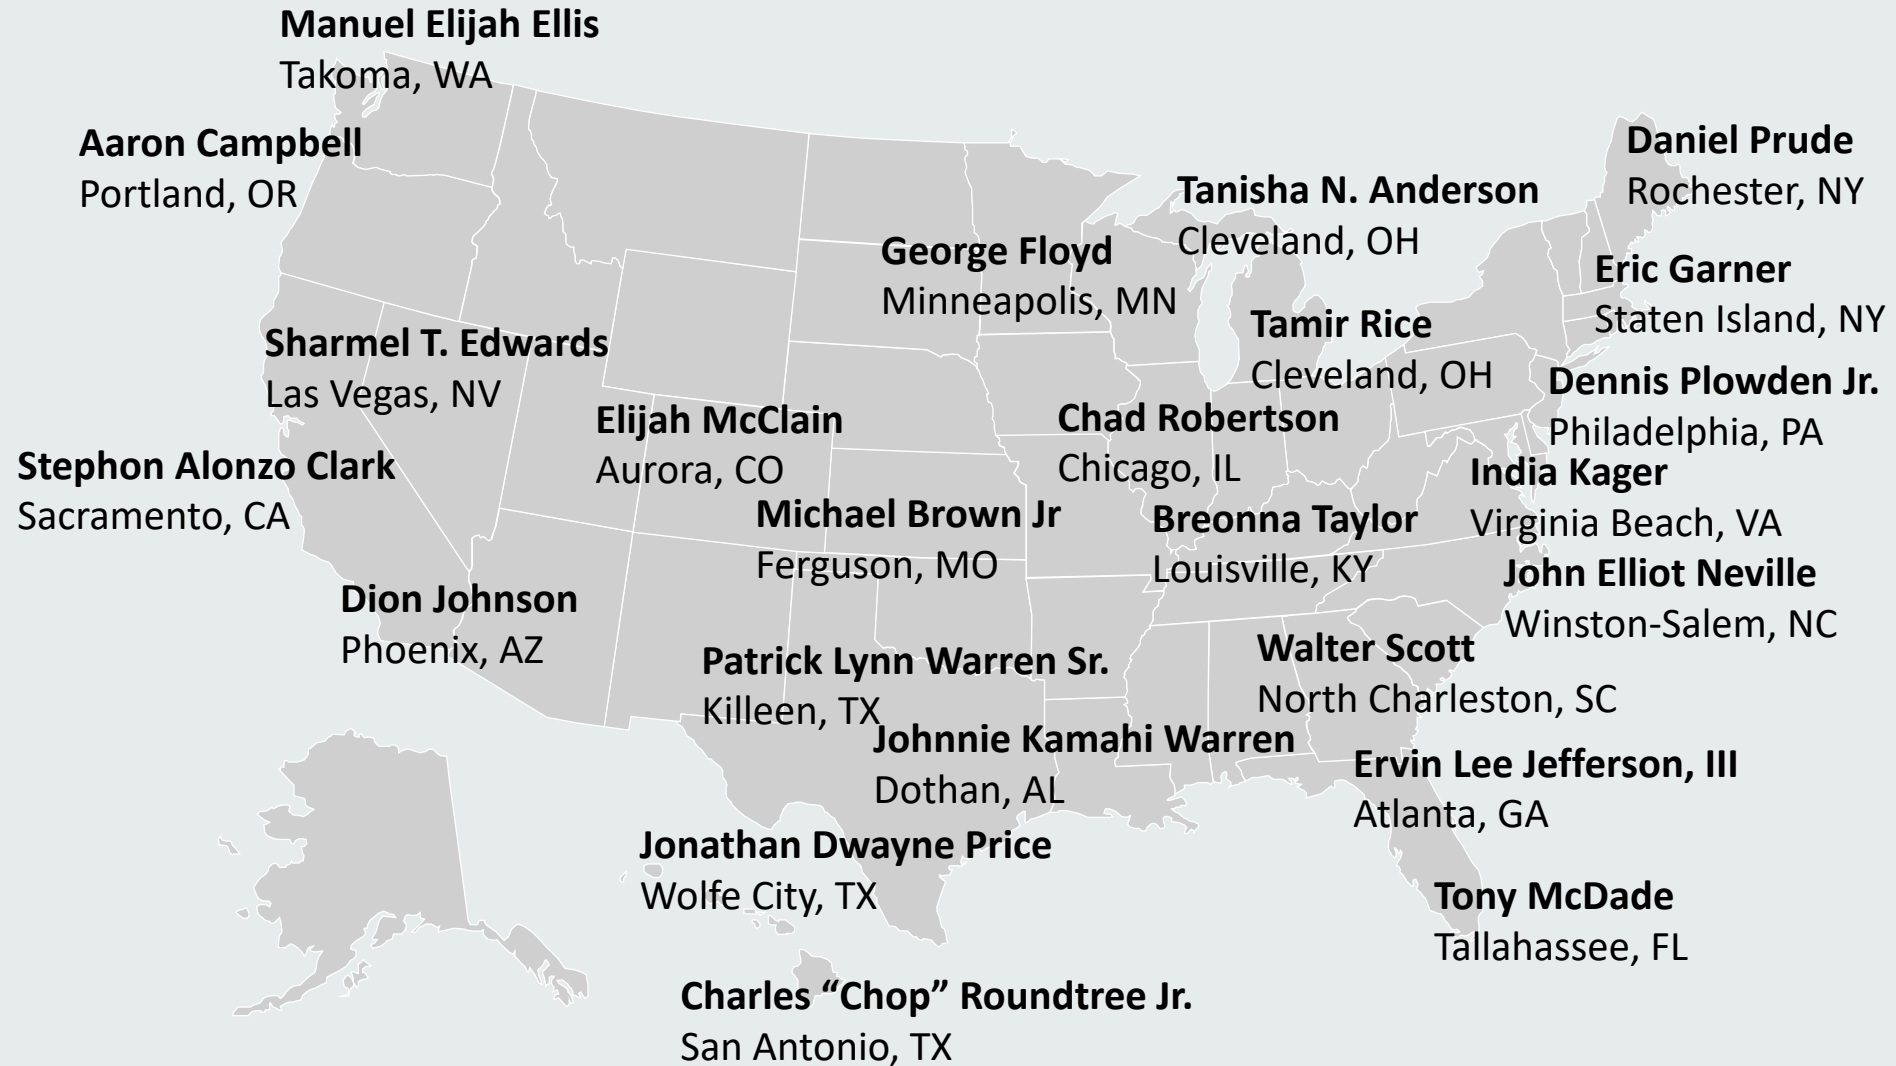 Manuel Elijah Ellis
Takoma, WA
Aaron Campbell
Portland, OR
Daniel Prude
Rochester, NY
Tanisha N. Anderson
Cleveland, OH
George Floyd
Minneapolis, MN
Eric Garner
Staten Island, NY
Tamir Rice
Cleveland, OH
Sharmel T. Edwards
Las Vegas, NV
Dennis Plowden Jr.
Philadelphia, PA
Elijah McClain
Aurora, CO
Chad Robertson
Chicago, IL
Stephon Alonzo Clark
Sacramento, CA
India Kager
Virginia Beach, VA
Michael Brown Jr
Ferguson, MO
Breonna Taylor
Louisville, KY
John Elliot Neville
Winston-Salem, NC
Dion Johnson
Phoenix, AZ
Walter Scott
North Charleston, SC
Patrick Lynn Warren Sr.
Killeen, TX
Johnnie Kamahi Warren
Dothan, AL
Ervin Lee Jefferson, III
Atlanta, GA
Jonathan Dwayne Price
Wolfe City, TX
Tony McDade
Tallahassee, FL
Charles “Chop” Roundtree Jr.
San Antonio, TX